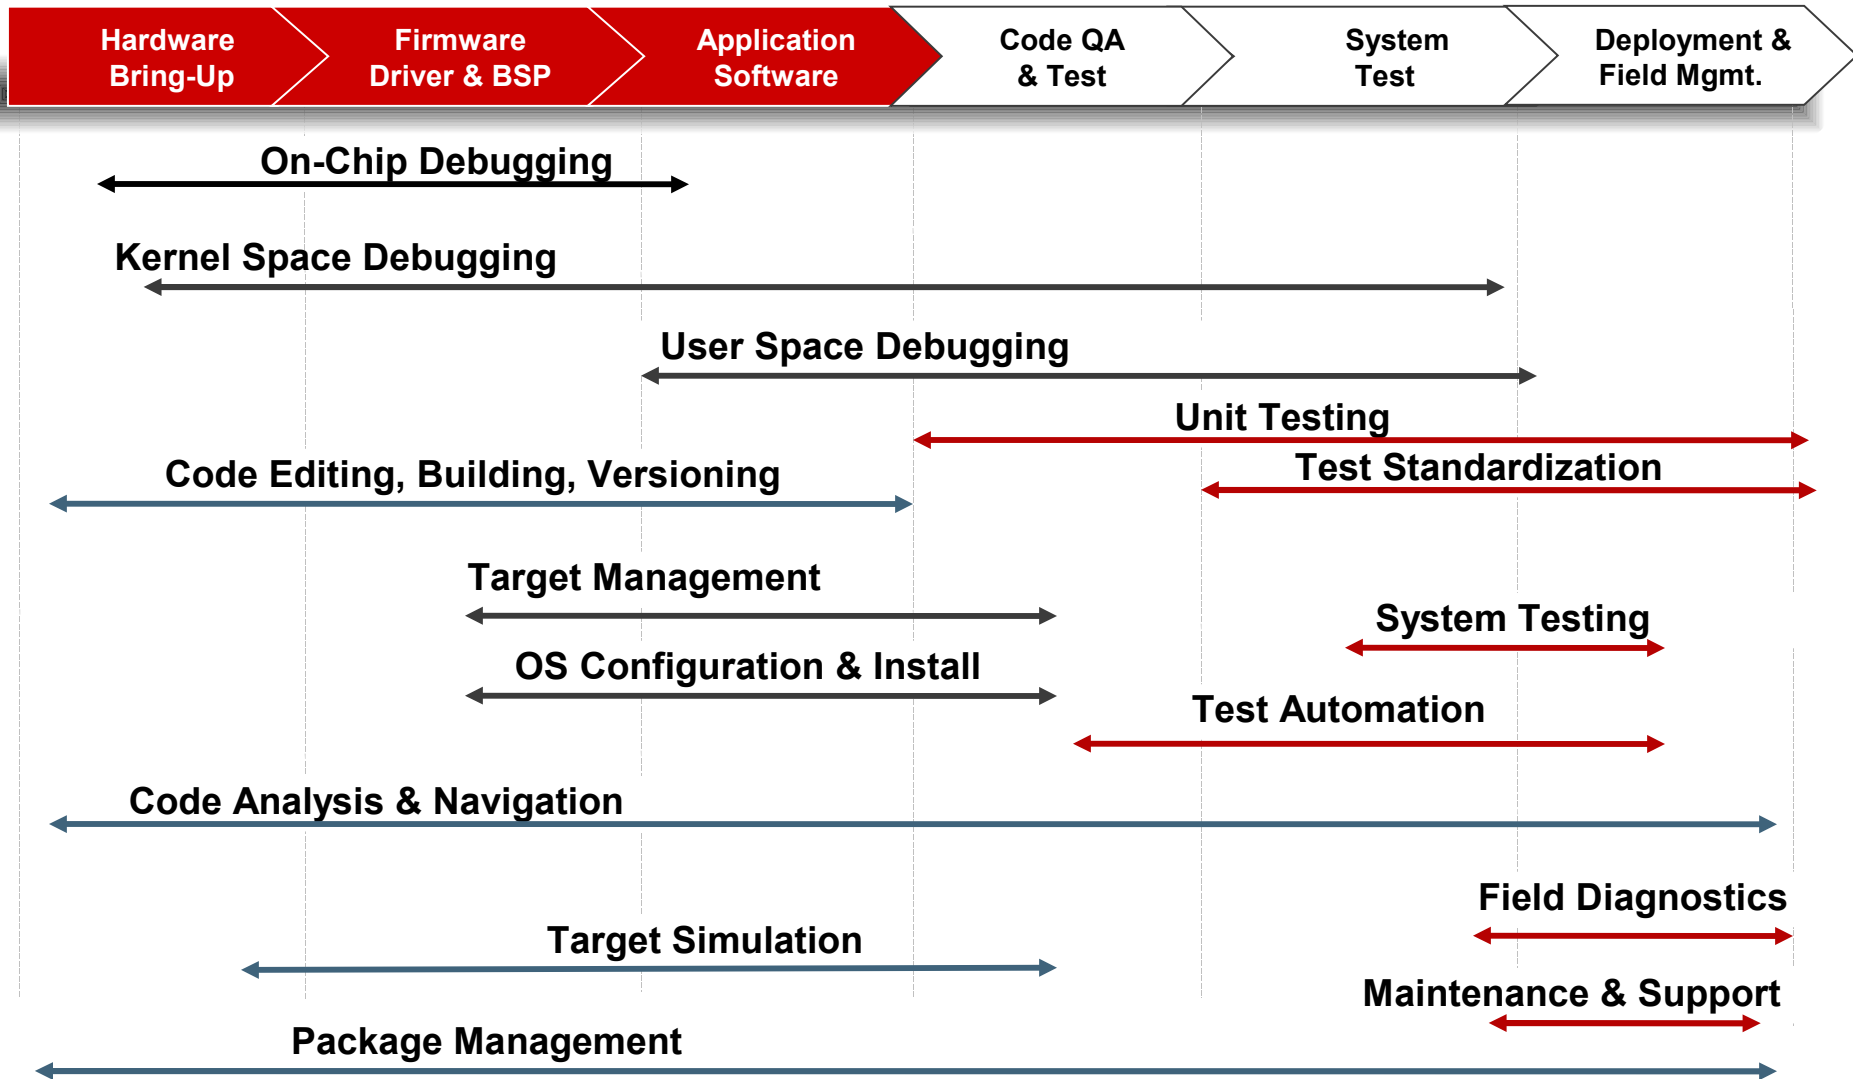 Hardware
Bring-Up
Firmware
Driver & BSP
Application
Software
Code QA
& Test
System
Test
Deployment &
Field Mgmt.
On-Chip Debugging
Kernel Space Debugging
User Space Debugging
Unit Testing
Code Editing, Building, Versioning
Test Standardization
Target Management
System Testing
OS Configuration & Install
Test Automation
Code Analysis & Navigation
Field Diagnostics
Target Simulation
Maintenance & Support
Package Management